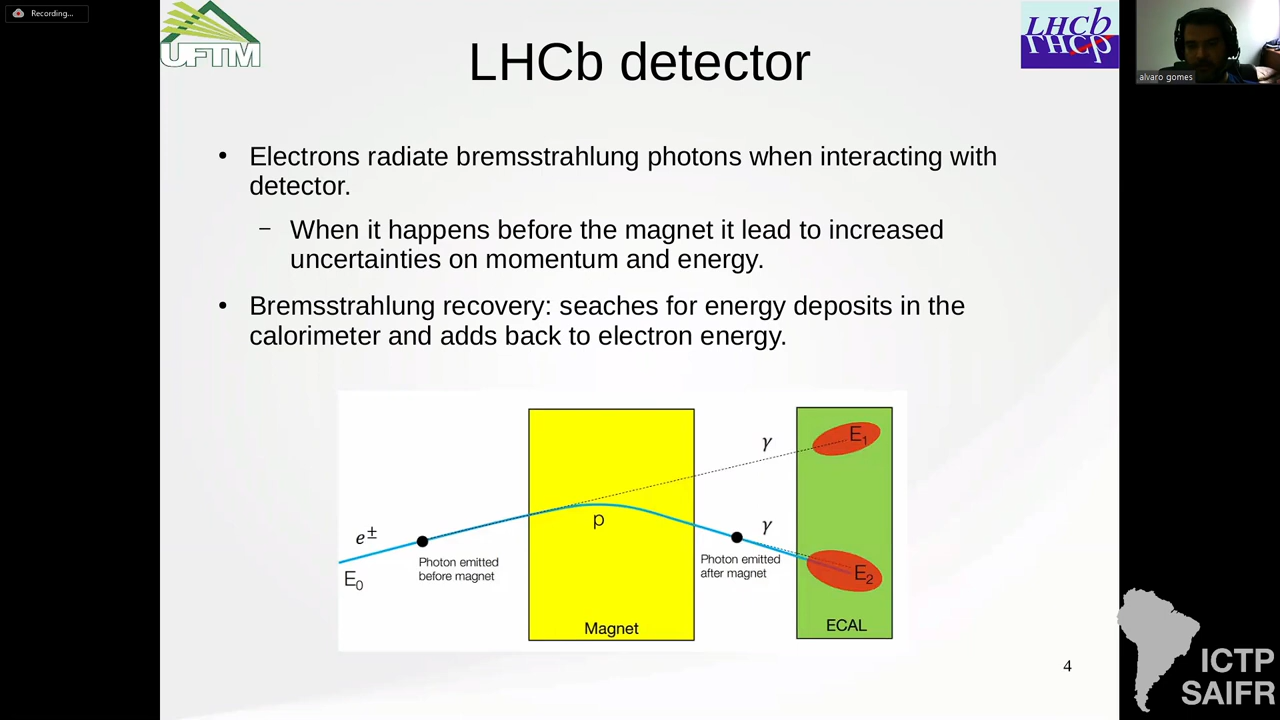 Recording...
UFTM
LHCb
LHCb detector
alvaro gomes
• Electrons radiate bremsstrahlung photons when interacting with
detector.
– When it happens before the magnet it lead to increased
uncertainties on momentum and energy.
• Bremsstrahlung recovery: seaches for energy deposits in the
calorimeter and adds back to electron energy.
γ
E₁
e±
E₀
Photon emitted
before magnet
p
γ
Photon emitted
after magnet
E₂
Magnet
ECAL
4
ICTP
SAIFR